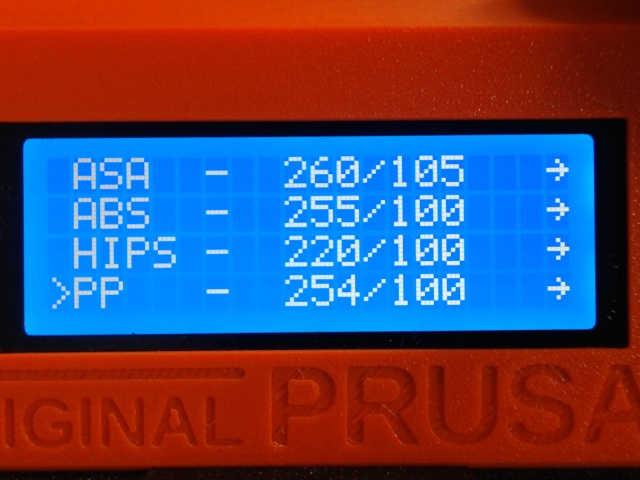 ASA - 260/105 →
ABS - 255/100 →
HIPS - 220/100 →
>PP - 254/100 →
IGINAL PRUSA